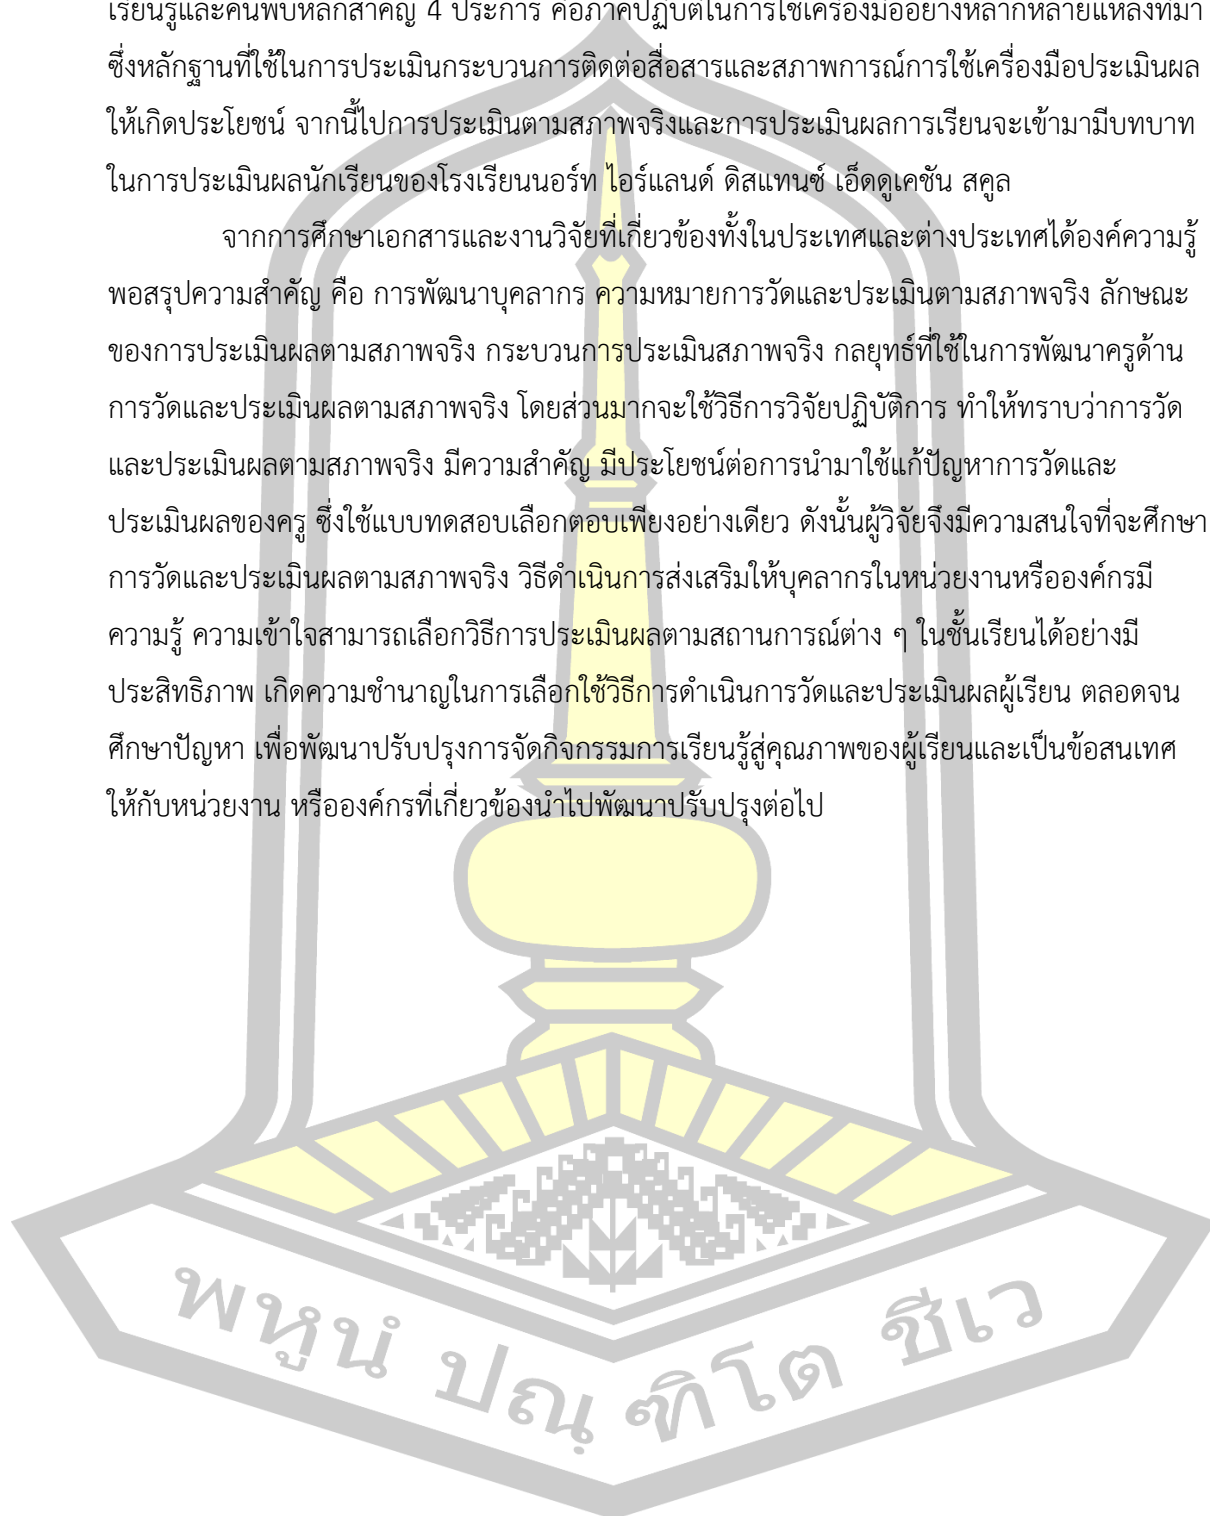 เรียนรู้และค้นพบหลักสำคัญ 4 ประการ คือภาคปฏิบัติในการใช้เครื่องมืออย่างหลากหลายแหล่งที่มา
ซึ่งหลักฐานที่ใช้ในการประเมินกระบวนการติดต่อสื่อสารและสภาพการณ์การใช้เครื่องมือประเมินผล
ให้เกิดประโยชน์ จากนี้ไปการประเมินตามสภาพจริงและการประเมินผลการเรียนจะเข้ามามีบทบาท
ในการประเมินผลนักเรียนของโรงเรียนนอร์ท ไอร์แลนด์ ดิสแทนซ์ เอ็ดดูเคชัน สคูล
จากการศึกษาเอกสารและงานวิจัยที่เกี่ยวข้องทั้งในประเทศและต่างประเทศได้องค์ความรู้
พอสรุปความสำคัญ คือ การพัฒนาบุคลากร ความหมายการวัดและประเมินตามสภาพจริง ลักษณะ
ของการประเมินผลตามสภาพจริง กระบวนการประเมินสภาพจริง กลยุทธ์ที่ใช้ในการพัฒนาครูด้าน
การวัดและประเมินผลตามสภาพจริง โดยส่วนมากจะใช้วิธีการวิจัยปฏิบัติการ ทำให้ทราบว่าการวัด
และประเมินผลตามสภาพจริง มีความสำคัญ มีประโยชน์ต่อการนำมาใช้แก้ปัญหาการวัดและ
ประเมินผลของครู ซึ่งใช้แบบทดสอบเลือกตอบเพียงอย่างเดียว ดังนั้นผู้วิจัยจึงมีความสนใจที่จะศึกษา
การวัดและประเมินผลตามสภาพจริง วิธีดำเนินการส่งเสริมให้บุคลากรในหน่วยงานหรือองค์กรมี
ความรู้ ความเข้าใจสามารถเลือกวิธีการประเมินผลตามสถานการณ์ต่าง ๆ ในชั้นเรียนได้อย่างมี
ประสิทธิภาพ เกิดความชำนาญในการเลือกใช้วิธีการดำเนินการวัดและประเมินผลผู้เรียน ตลอดจน
ศึกษาปัญหา เพื่อพัฒนาปรับปรุงการจัดกิจกรรมการเรียนรู้สู่คุณภาพของผู้เรียนและเป็นข้อสนเทศ
ให้กับหน่วยงาน หรือองค์กรที่เกี่ยวข้องนำไปพัฒนาปรับปรุงต่อไป
พหูนํ ปณฺฑิโต ชีเว